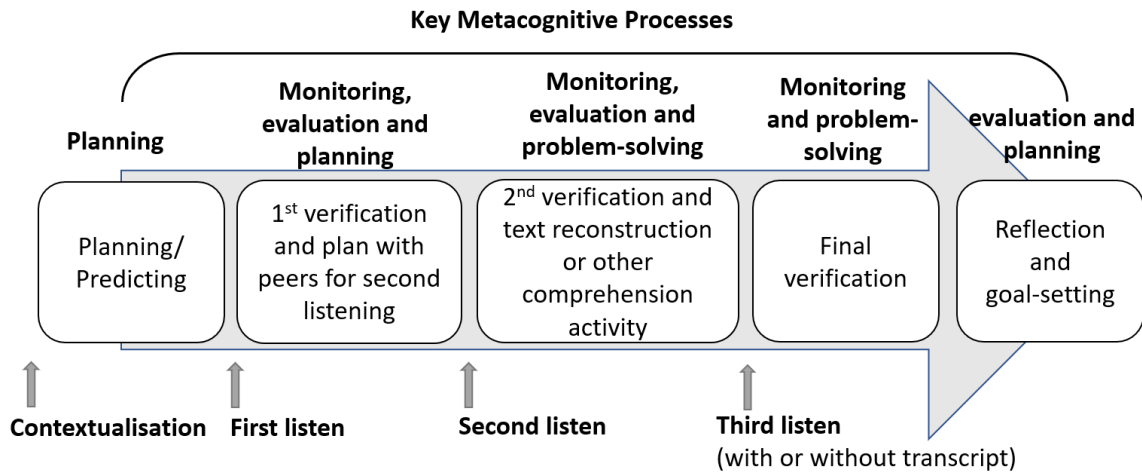 Key Metacognitive Processes
Planning
Monitoring,
evaluation and
planning
Monitoring,
evaluation and
problem-solving
Monitoring
and problem-
solving
evaluation and
planning
Planning/
Predicting
1st verification
and plan with
peers for second
listening
2nd verification and
text reconstruction
or other
comprehension
activity
Final
verification
Reflection
and
goal-setting
Contextualisation
First listen
Second listen
Third listen
(with or without transcript)